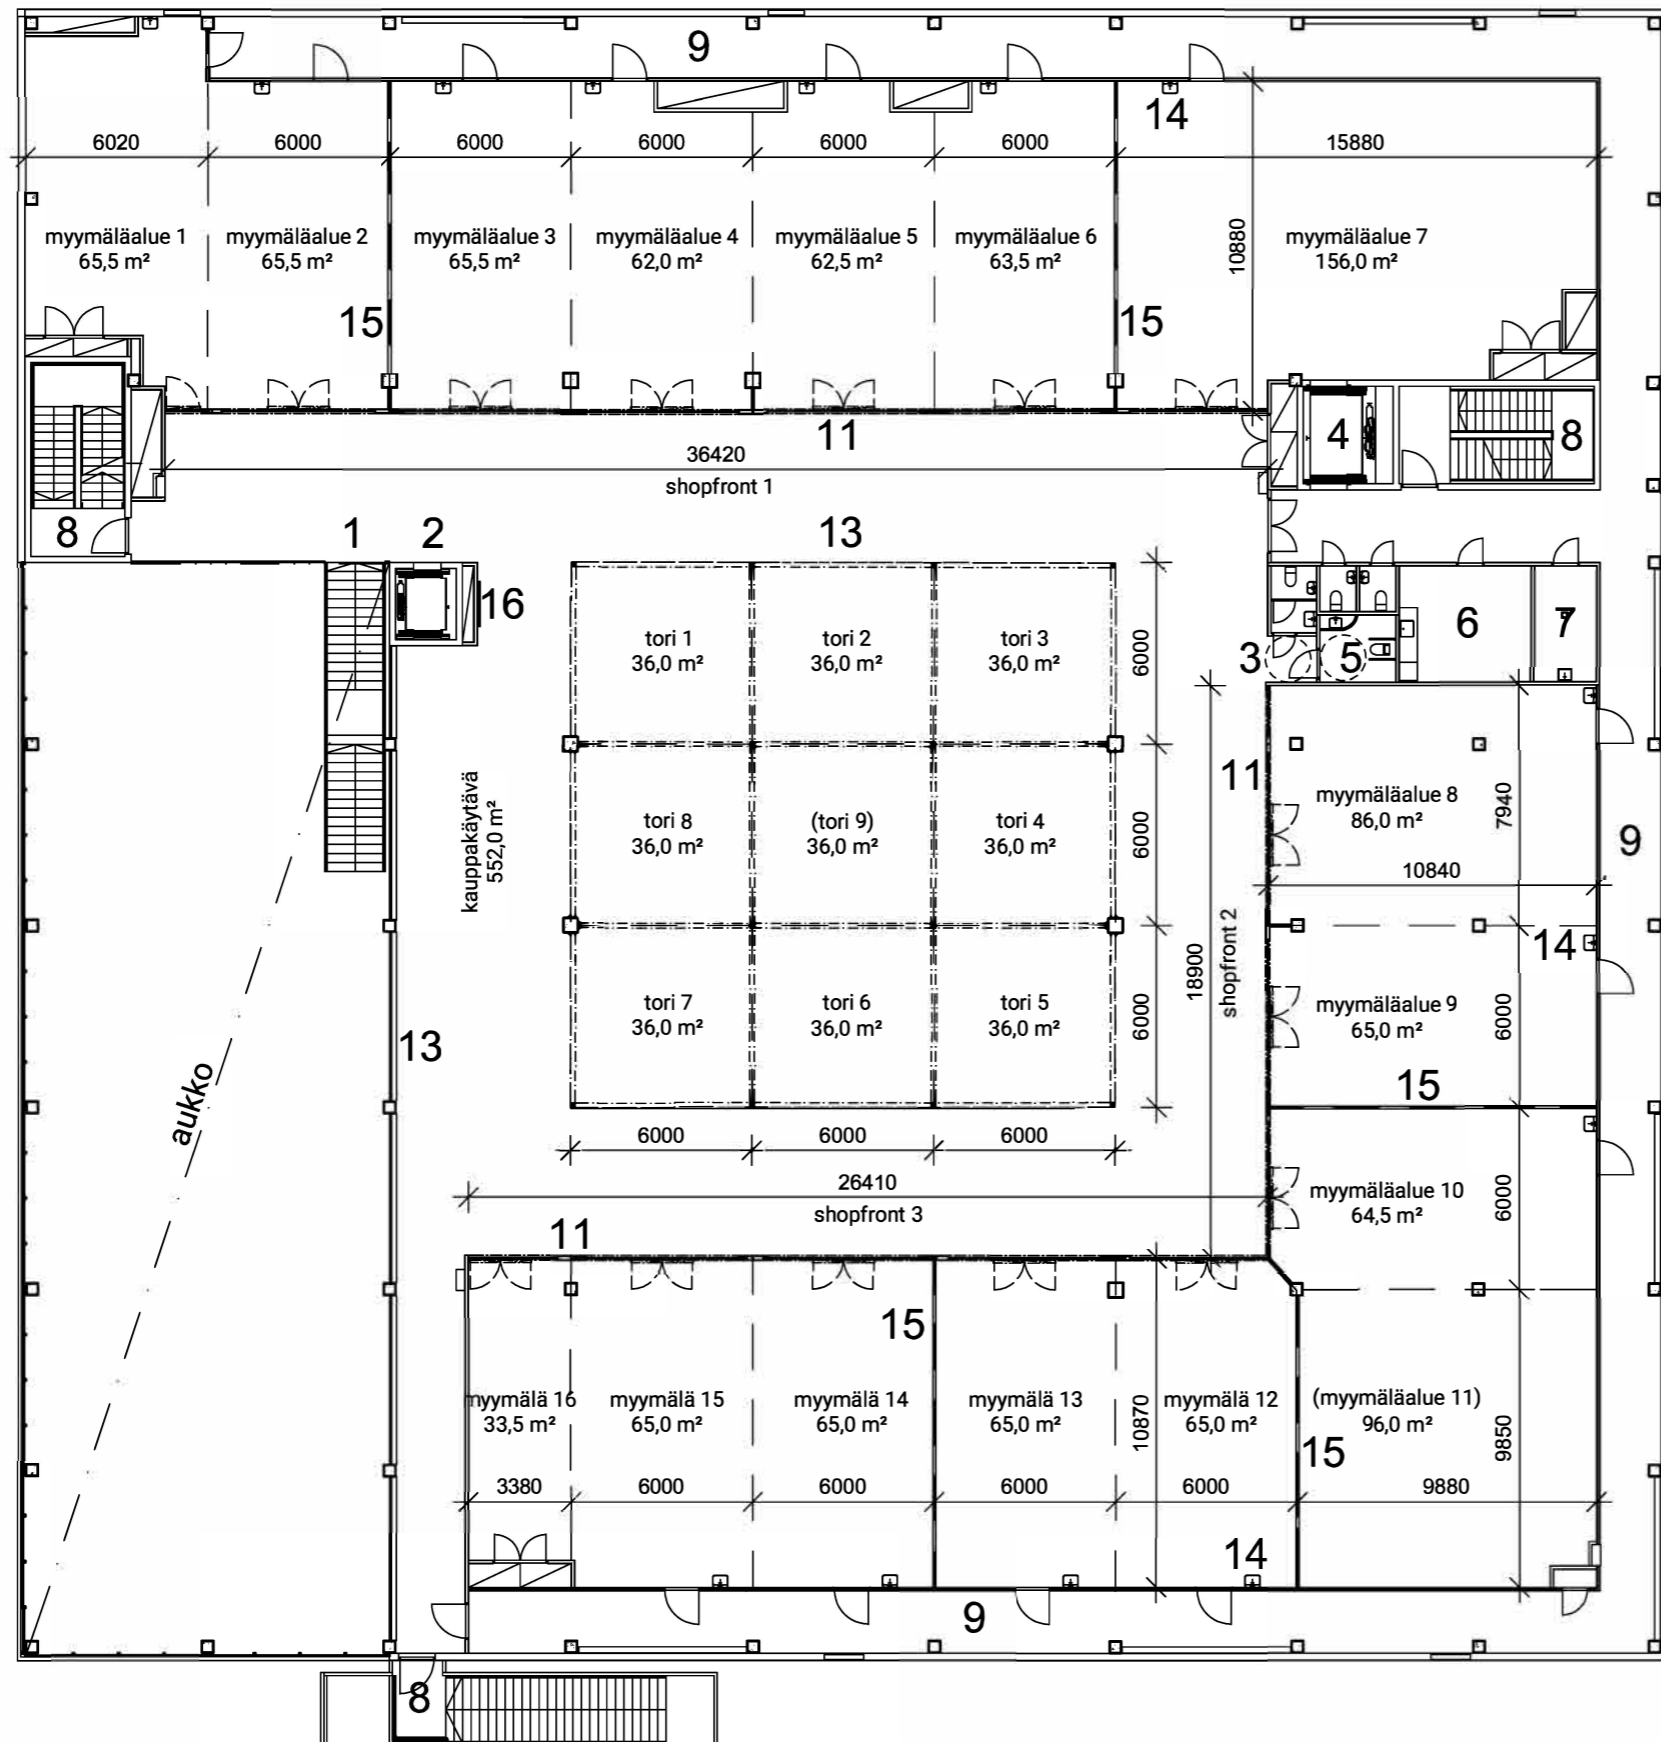 9
14
6020
6000
6000
6000
6000
6000
15880
10880
myymäläalue 1
65,5 m²
myymäläalue 2
65,5 m²
myymäläalue 3
65,5 m²
myymäläalue 4
62,0 m²
myymäläalue 5
62,5 m²
myymäläalue 6
63,5 m²
myymäläalue 7
156,0 m²
15
15
11
4
8
36420
shopfront 1
8
1
2
13
16
tori 1
36,0 m²
tori 2
36,0 m²
tori 3
36,0 m²
6000
3
5
6
7
kauppakäytävä
552,0 m²
tori 8
36,0 m²
(tori 9)
36,0 m²
tori 4
36,0 m²
6000
11
myymäläalue 8
86,0 m²
7940
9
10840
shopfront 2
18900
14
tori 7
36,0 m²
tori 6
36,0 m²
tori 5
36,0 m²
6000
myymäläalue 9
65,0 m²
6000
13
aukko
15
6000
6000
6000
26410
shopfront 3
myymäläalue 10
64,5 m²
6000
11
15
myymälä 16
33,5 m²
myymälä 15
65,0 m²
myymälä 14
65,0 m²
myymälä 13
65,0 m²
10870
myymälä 12
65,0 m²
(myymäläalue 11)
96,0 m²
9850
15
3380
6000
6000
6000
6000
9880
14
9
8